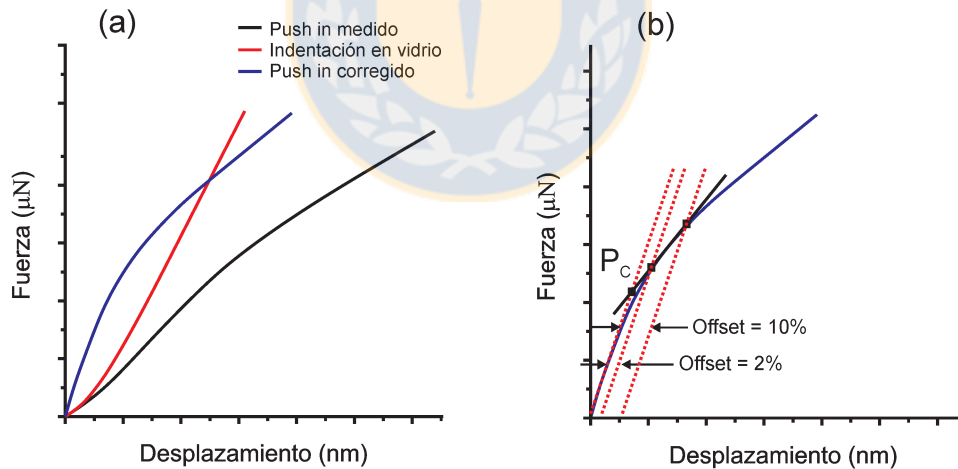 (a)
Push in medido
Indentación en vidrio
Push in corregido
Fuerza (µN)
Desplazamiento (nm)
(b)
Fuerza (µN)
P_C
Offset = 10%
Offset = 2%
Desplazamiento (nm)